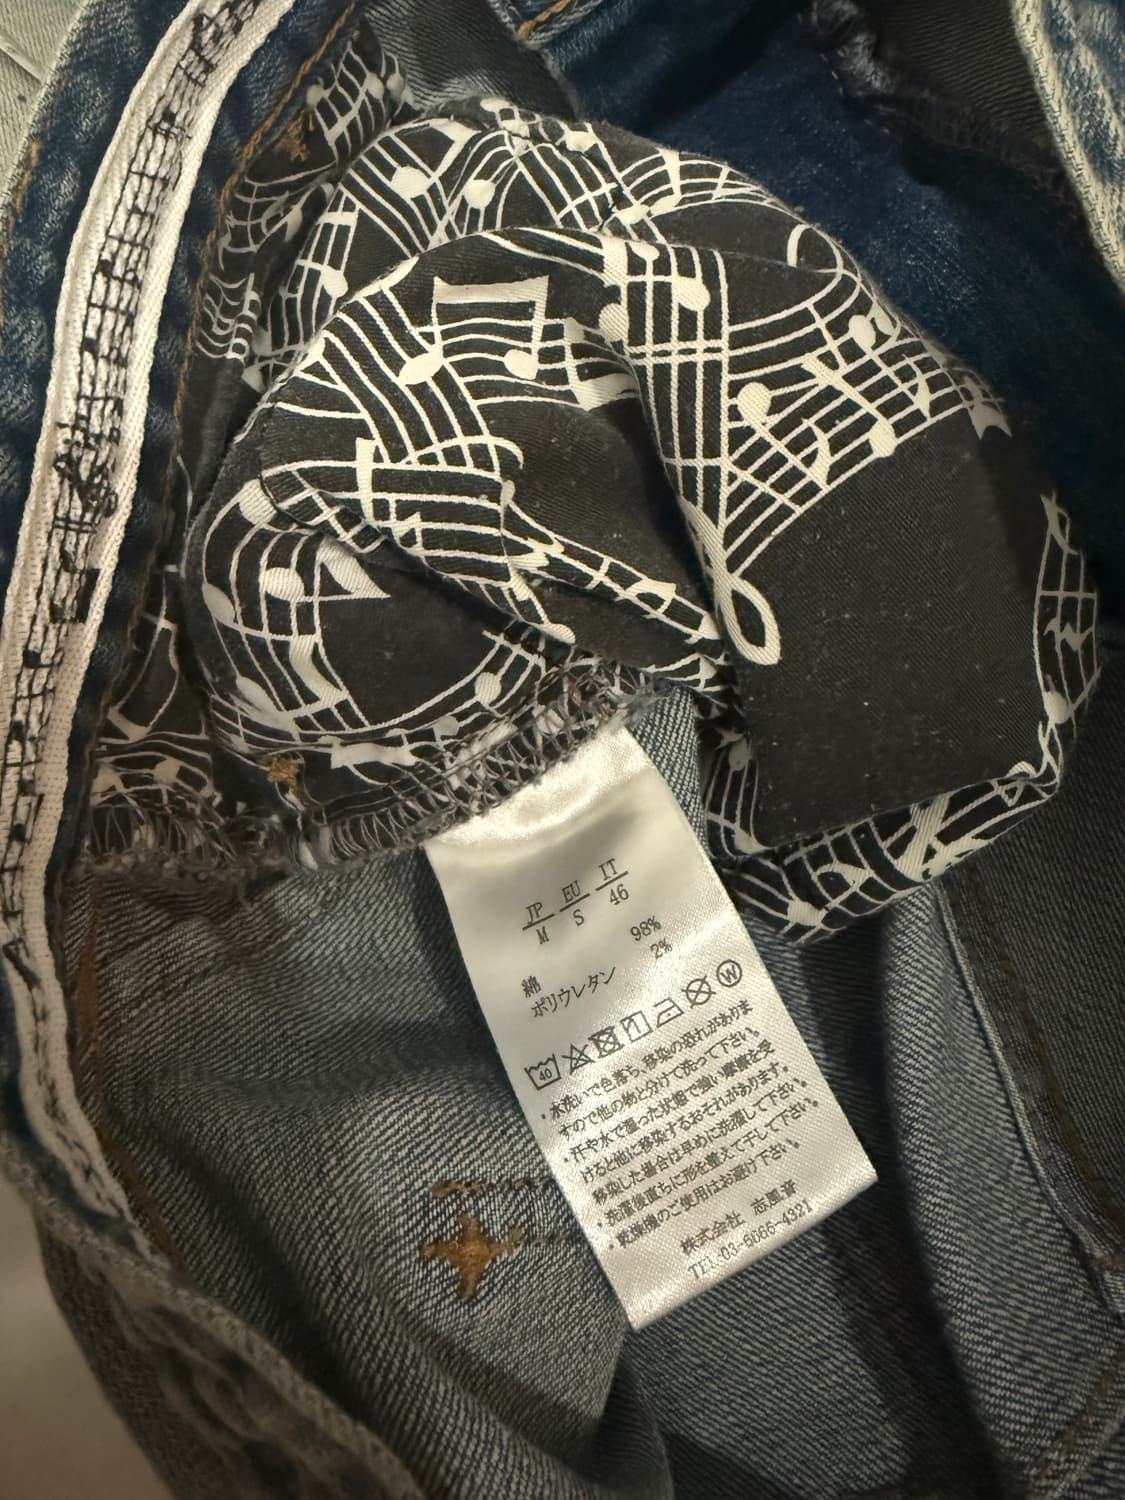 JP EU IT
M S 46
綿 98%
ポリウレタン 2%
40 W
・水洗いで色落ち、移染の恐れがありま
すので他の物と分けて洗って下さい。
・汗や水で湿った状態で強い摩擦を受
けると他に移染するおそれがあります。
移染した場合は早めに洗濯して下さい。
・洗濯後直ちに形を整えて干して下さい。
・乾燥機のご使用はお避け下さい。
株式会社 志風音
TEL:03-5066-4321